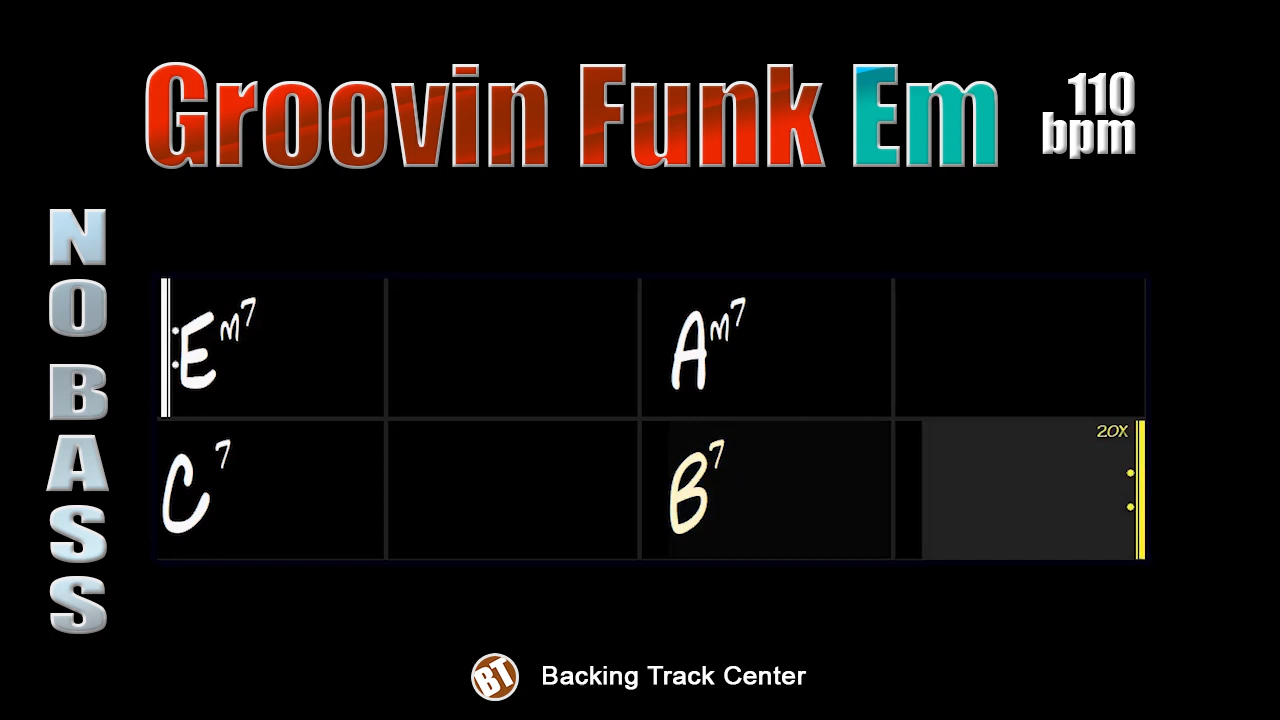 Groovin Funk Em
110
bpm
NO BASS
Em7 Am7
20X
C7 B7
BT Backing Track Center